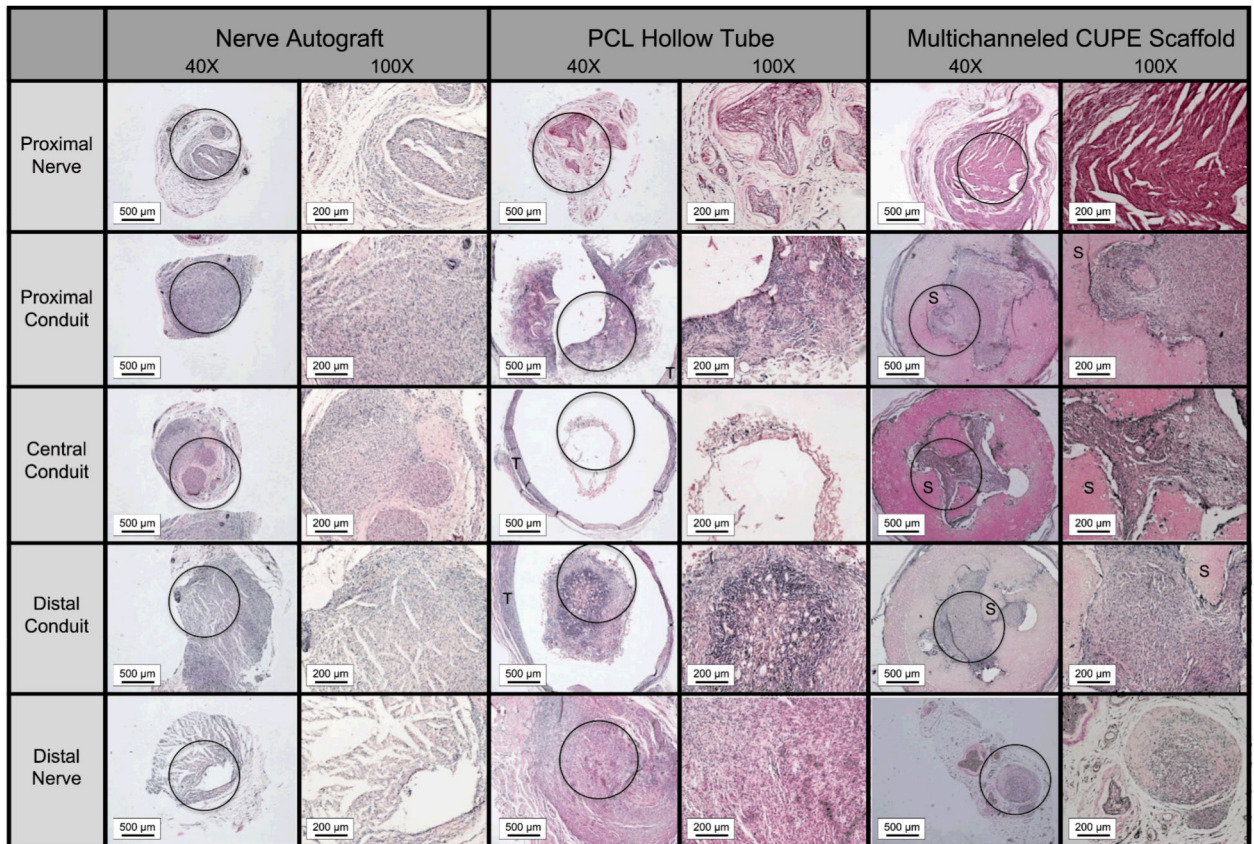 Nerve Autograft
PCL Hollow Tube
Multichanneled CUPE Scaffold
40X
100X
40X
100X
40X
100X
Proximal
Nerve
500 µm
200 µm
500 µm
200 µm
500 µm
200 µm
Proximal
Conduit
500 µm
200 µm
T
500 µm
200 µm
S
500 µm
S
200 µm
Central
Conduit
500 µm
200 µm
T
500 µm
200 µm
S
500 µm
S
200 µm
Distal
Conduit
500 µm
200 µm
T
500 µm
200 µm
S
500 µm
S
200 µm
Distal
Nerve
500 µm
200 µm
500 µm
200 µm
500 µm
200 µm